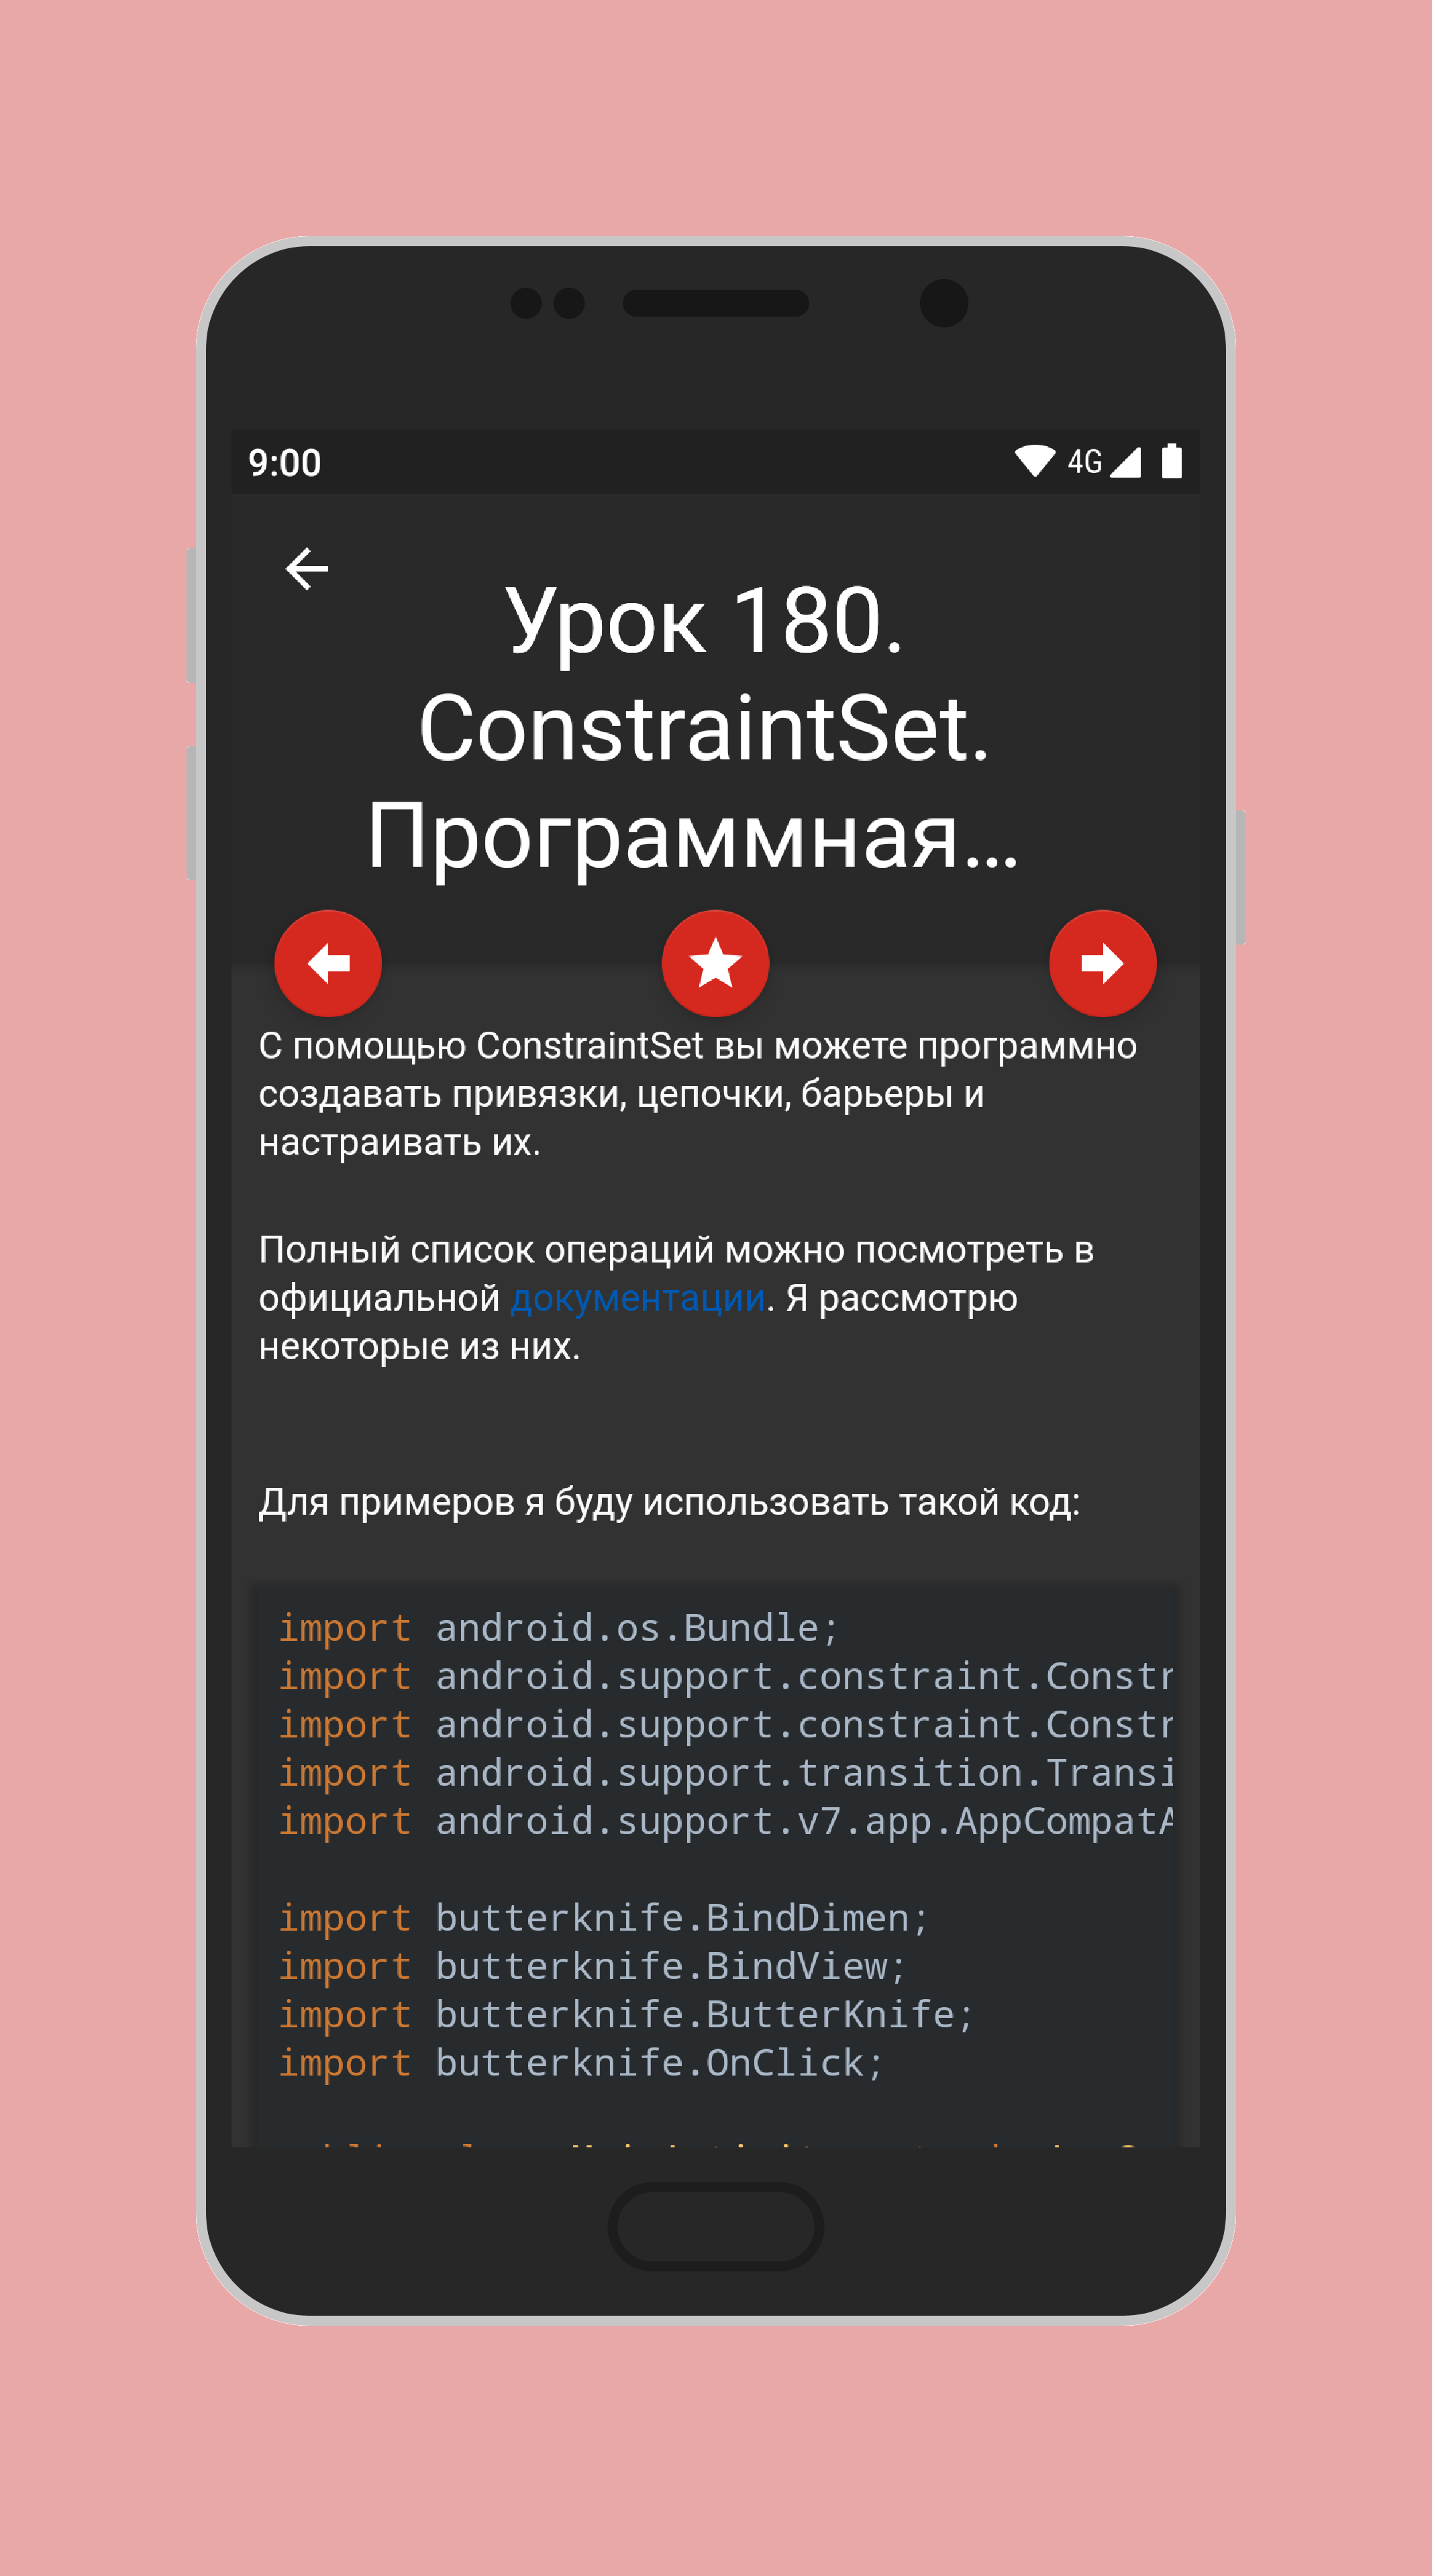 9:00
4G
Урок 180.
ConstraintSet.
Программная...
С помощью ConstraintSet вы можете программно
создавать привязки, цепочки, барьеры и
настраивать их.
Полный список операций можно посмотреть в
официальной документации. Я рассмотрю
некоторые из них.
Для примеров я буду использовать такой код:
import android.os.Bundle;
import android.support.constraint.Constr
import android.support.constraint.Constr
import android.support.transition.Transi
import android.support.v7.app.AppCompatA
import butterknife.BindDimen;
import butterknife.BindView;
import butterknife.ButterKnife;
import butterknife.OnClick;